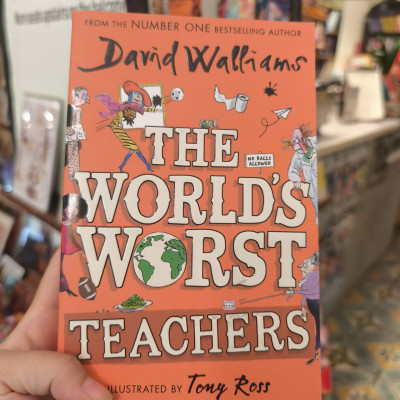 FROM THE NUMBER ONE BESTSELLING AUTHOR
David Walliams
NO BALLS
ALLOWED
THE
WORLD'S
WORST
TEACHERS
ILLUSTRATED BY Tony Ross